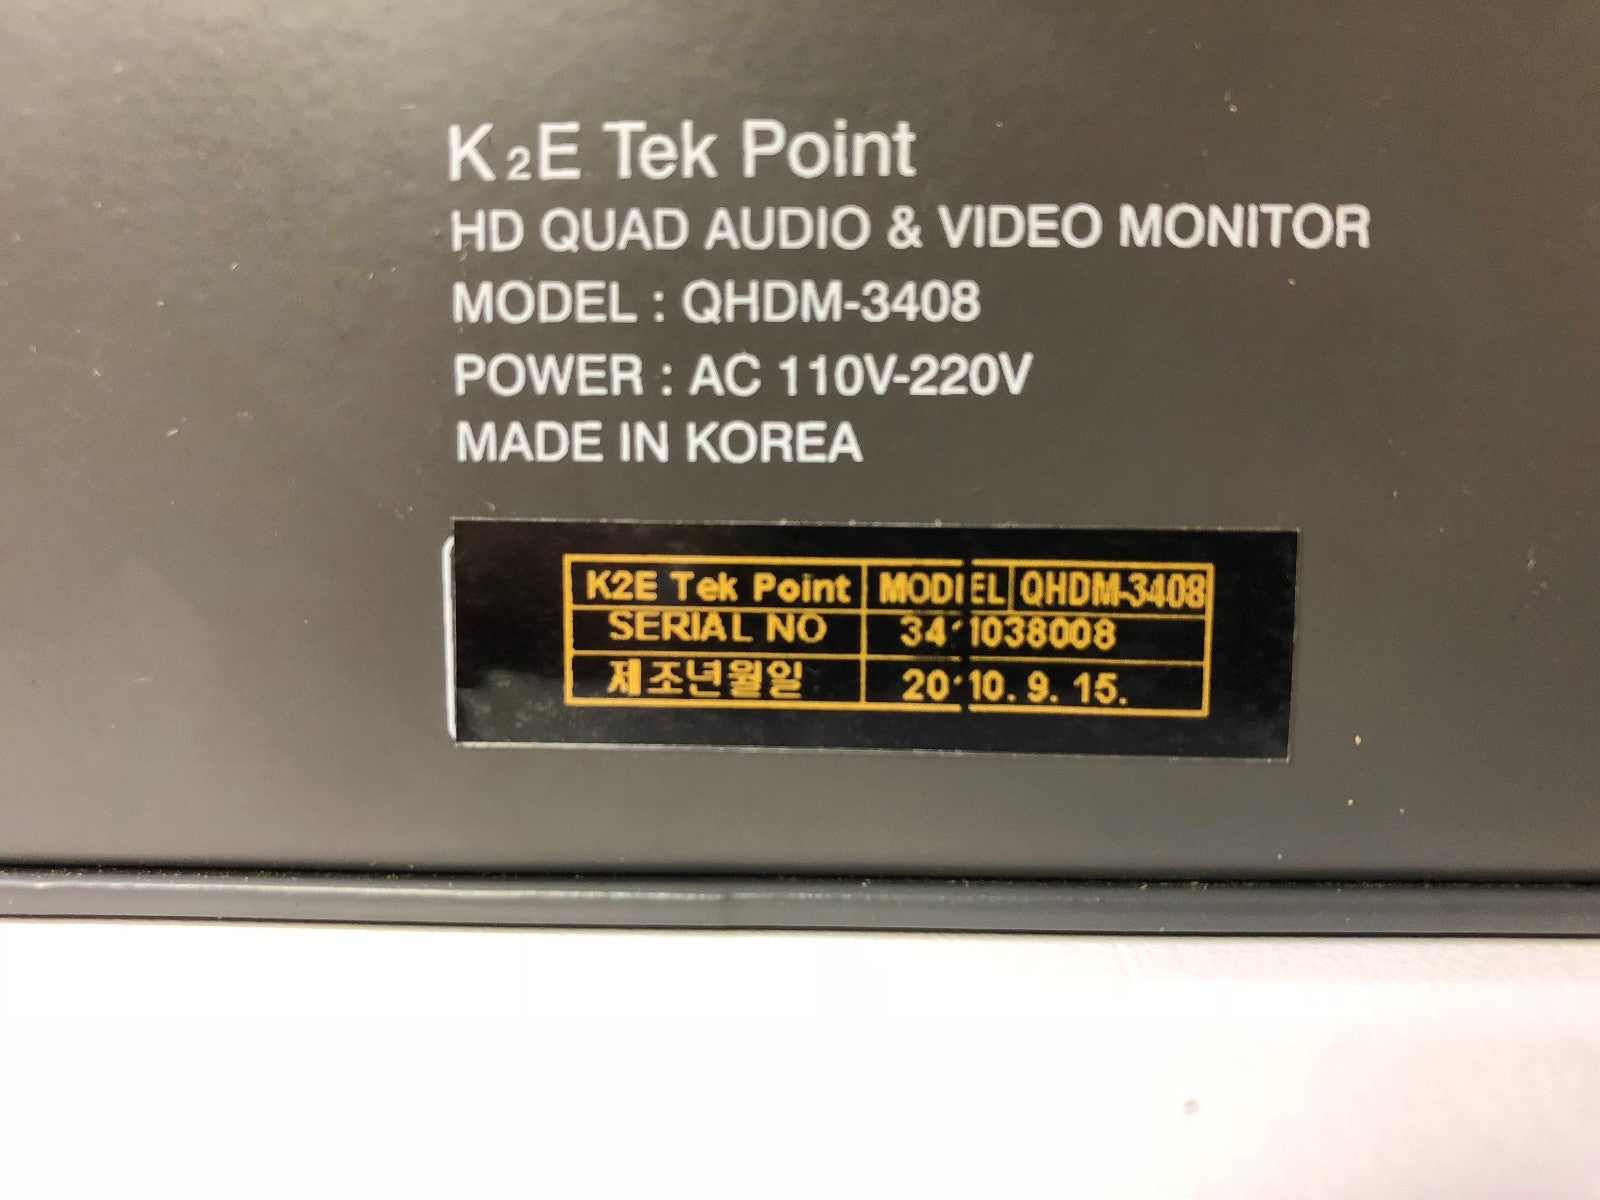 K2E Tek Point
HD QUAD AUDIO & VIDEO MONITOR
MODEL : QHDM-3408
POWER : AC 110V-220V
MADE IN KOREA
K2E Tek Point MODEL QHDM-3408
SERIAL NO 341038008
제조년월일 2010. 9. 15.